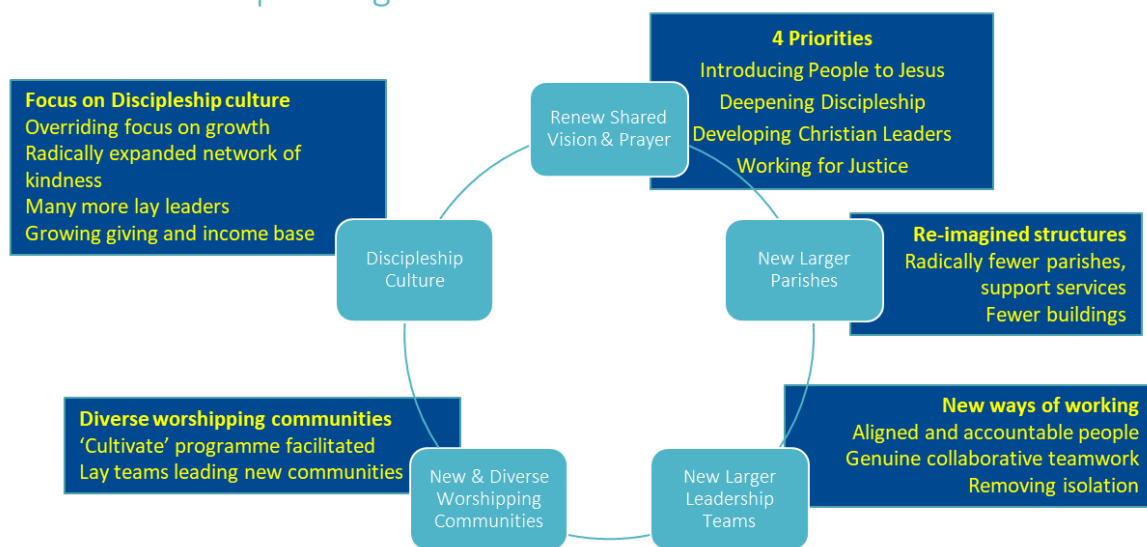 4 Priorities
Introducing People to Jesus
Deepening Discipleship
Developing Christian Leaders
Working for Justice
Renew Shared
Vision & Prayer
Focus on Discipleship culture
Overriding focus on growth
Radically expanded network of
kindness
Many more lay leaders
Growing giving and income base
Discipleship
Culture
New Larger
Parishes
Re-imagined structures
Radically fewer parishes,
support services
Fewer buildings
Diverse worshipping communities
‘Cultivate’ programme facilitated
Lay teams leading new communities
New & Diverse
Worshipping
Communities
New Larger
Leadership
Teams
New ways of working
Aligned and accountable people
Genuine collaborative teamwork
Removing isolation